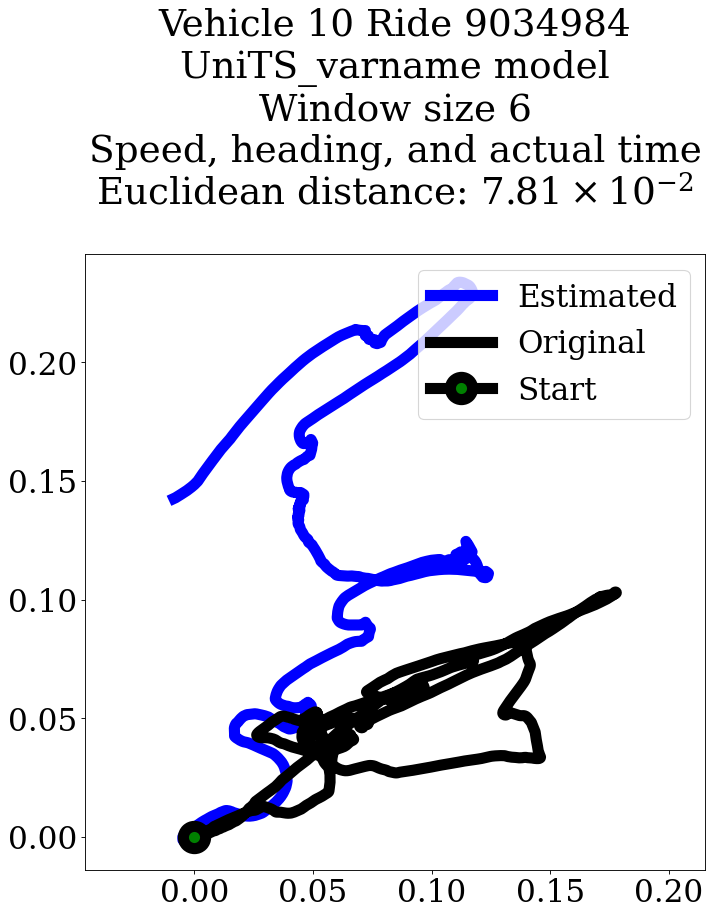 Vehicle 10 Ride 9034984
UniTS_varname model
Window size 6
Speed, heading, and actual time
Euclidean distance: 7.81 × 10⁻²
Estimated
Original
Start
0.20
0.15
0.10
0.05
0.00
0.00 0.05 0.10 0.15 0.20